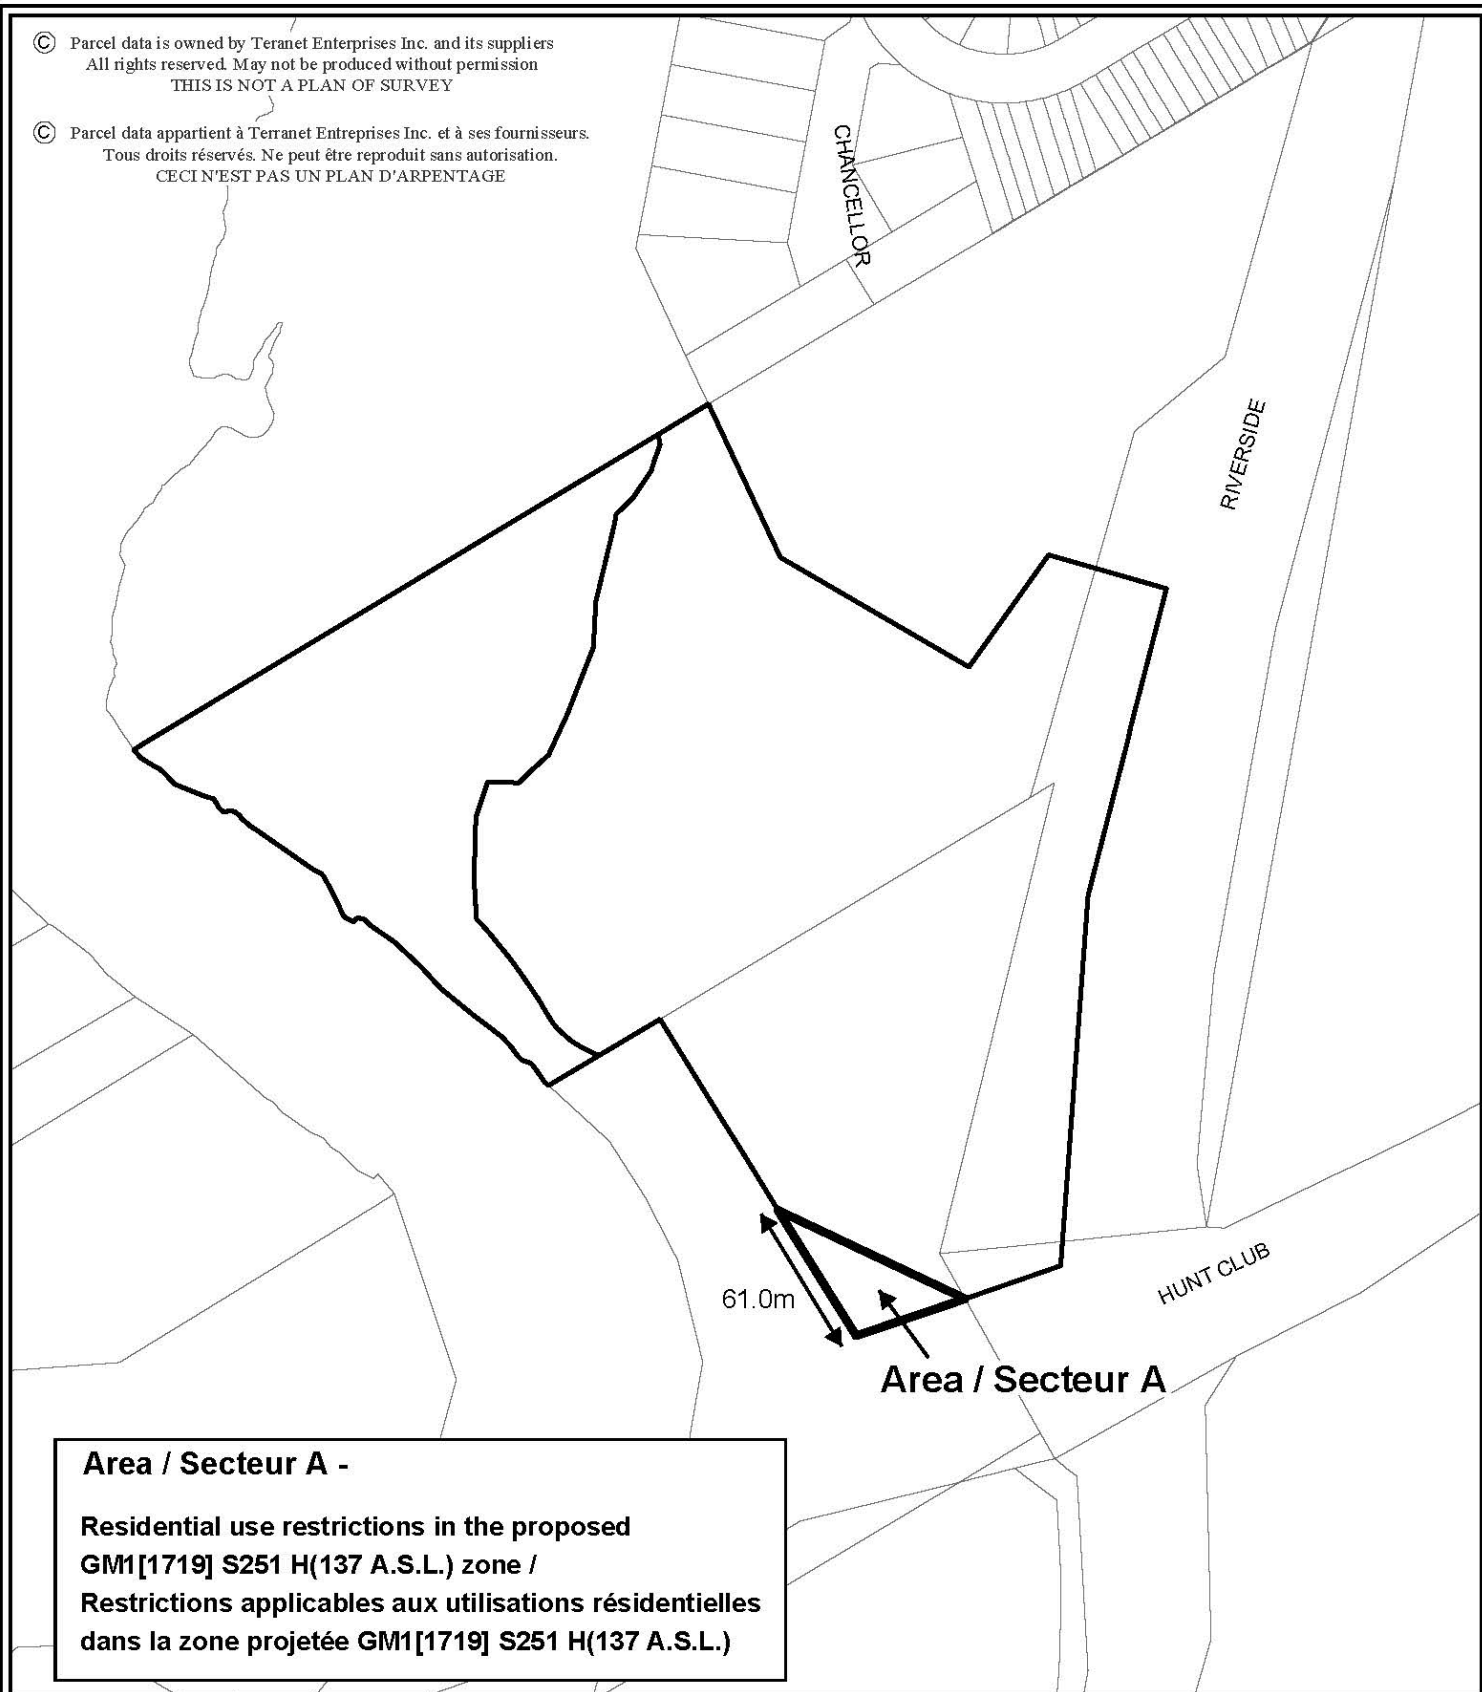 © Parcel data is owned by Teranet Enterprises Inc. and its suppliers
All rights reserved. May not be produced without permission
THIS IS NOT A PLAN OF SURVEY
© Parcel data appartient à Terranet Entreprises Inc. et à ses fournisseurs.
Tous droits réservés. Ne peut être reproduit sans autorisation.
CECI N'EST PAS UN PLAN D'ARPENTAGE
CHANCELLOR
RIVERSIDE
HUNT CLUB
61.0m
Area / Secteur A
Area / Secteur A -
Residential use restrictions in the proposed
GM1[1719] S251 H(137 A.S.L.) zone /
Restrictions applicables aux utilisations résidentielles
dans la zone projetée GM1[1719] S251 H(137 A.S.L.)